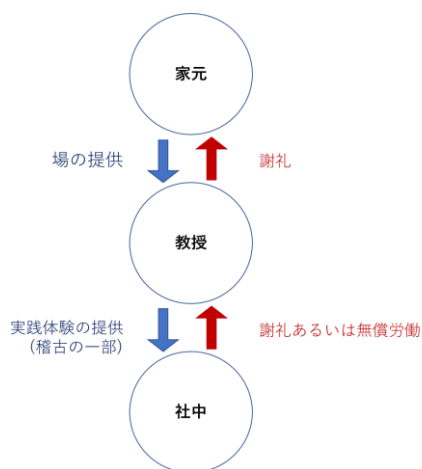 家元
場の提供
謝礼
教授
実践体験の提供
(稽古の一部)
謝礼あるいは無償労働
社中